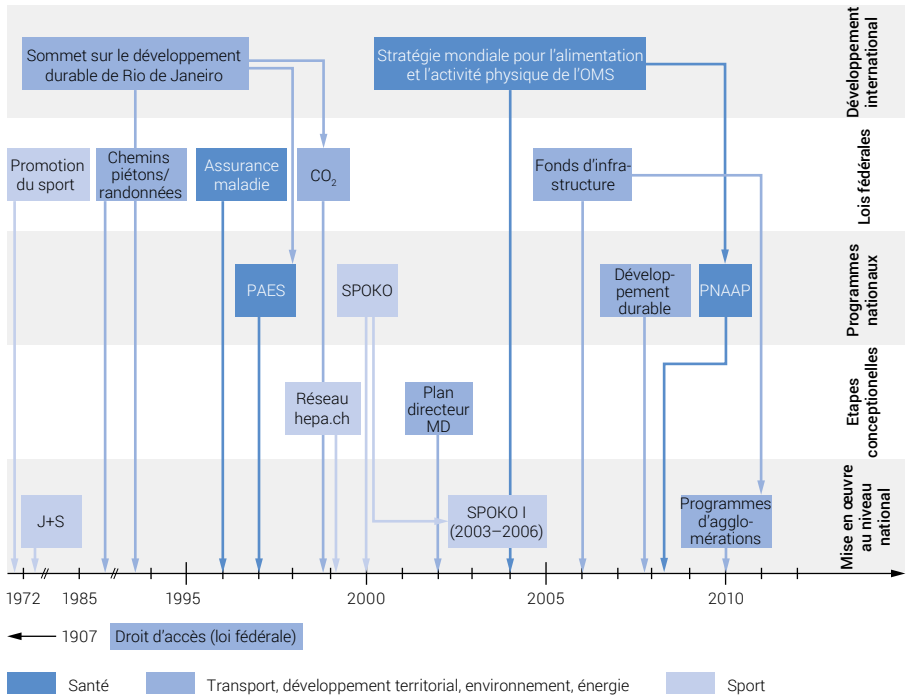 Sommet sur le développement
durable de Rio de Janeiro
Stratégie mondiale pour l'alimentation
et l'activité physique de l'OMS
Développement
international
Promotion
du sport
Chemins
piétons/
randonnées
Assurance
maladie
CO₂
Fonds d'infra-
structure
Lois fédérales
PAES
SPOKO
Dévelop-
pement
durable
PNAAP
Programmes
nationaux
Réseau
hepa.ch
Plan
directeur
MD
Etapes
conceptionelles
J+S
SPOKO I
(2003–2006)
Programmes
d'agglo-
mérations
Mise en œuvre
au niveau
national
1972 1985 1995 2000 2005 2010
1907 Droit d'accès (loi fédérale)
Santé Transport, développement territorial, environnement, énergie Sport